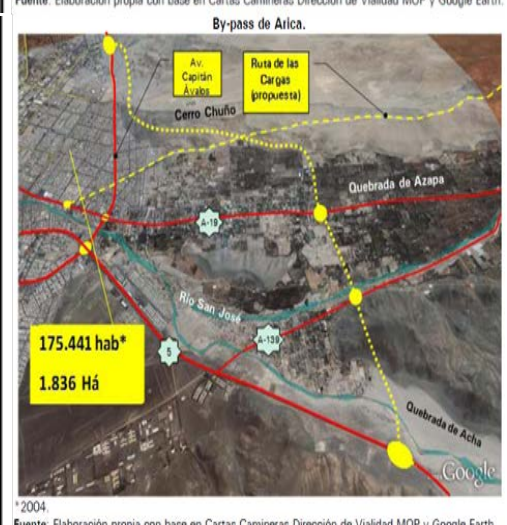 Fuente: Elaboración propia con base en Cartas Camineras Dirección de Vialidad MOP y Google Earth.
By-pass de Arica.
Av.
Capitán
Ávalos
Ruta de las
Cargas
(propuesta)
Cerro Chuño
Quebrada de Azapa
A-19
Río San José
175.441 hab*
1.836 Há
5
A-139
Quebrada de Acha
Google
*2004.
Fuente: Elaboración propia con base en Cartas Camineras Dirección de Vialidad MOP y Google Earth.